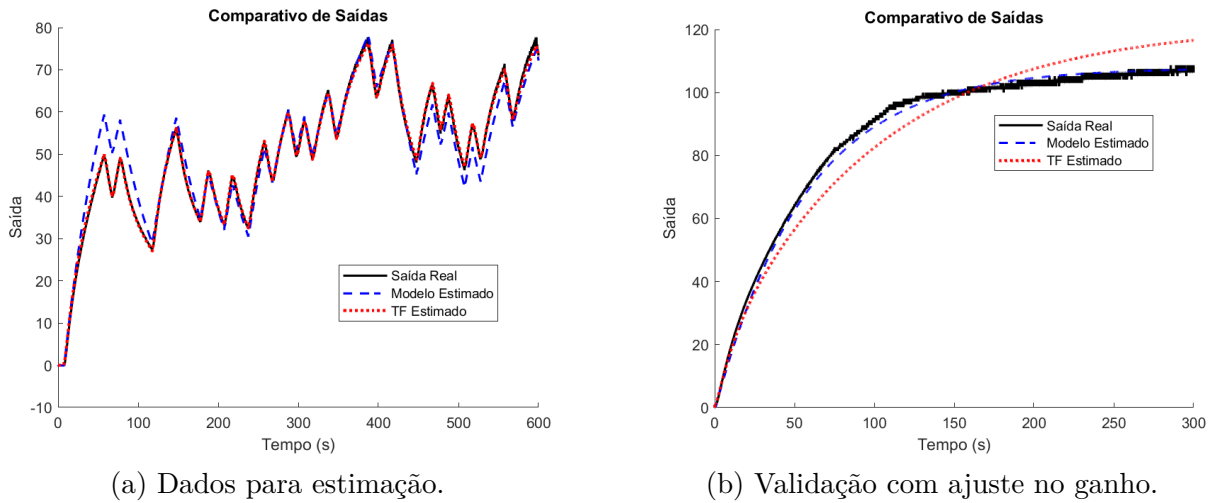 Comparativo de Saídas
80
70
60
50
40
30
20
10
0
-10
Saída
0
100
200
300
400
500
600
Tempo (s)
Saída Real
Modelo Estimado
TF Estimado
(a) Dados para estimação.
Comparativo de Saídas
120
100
80
60
40
20
0
Saída
0
50
100
150
200
250
300
Tempo (s)
Saída Real
Modelo Estimado
TF Estimado
(b) Validação com ajuste no ganho.